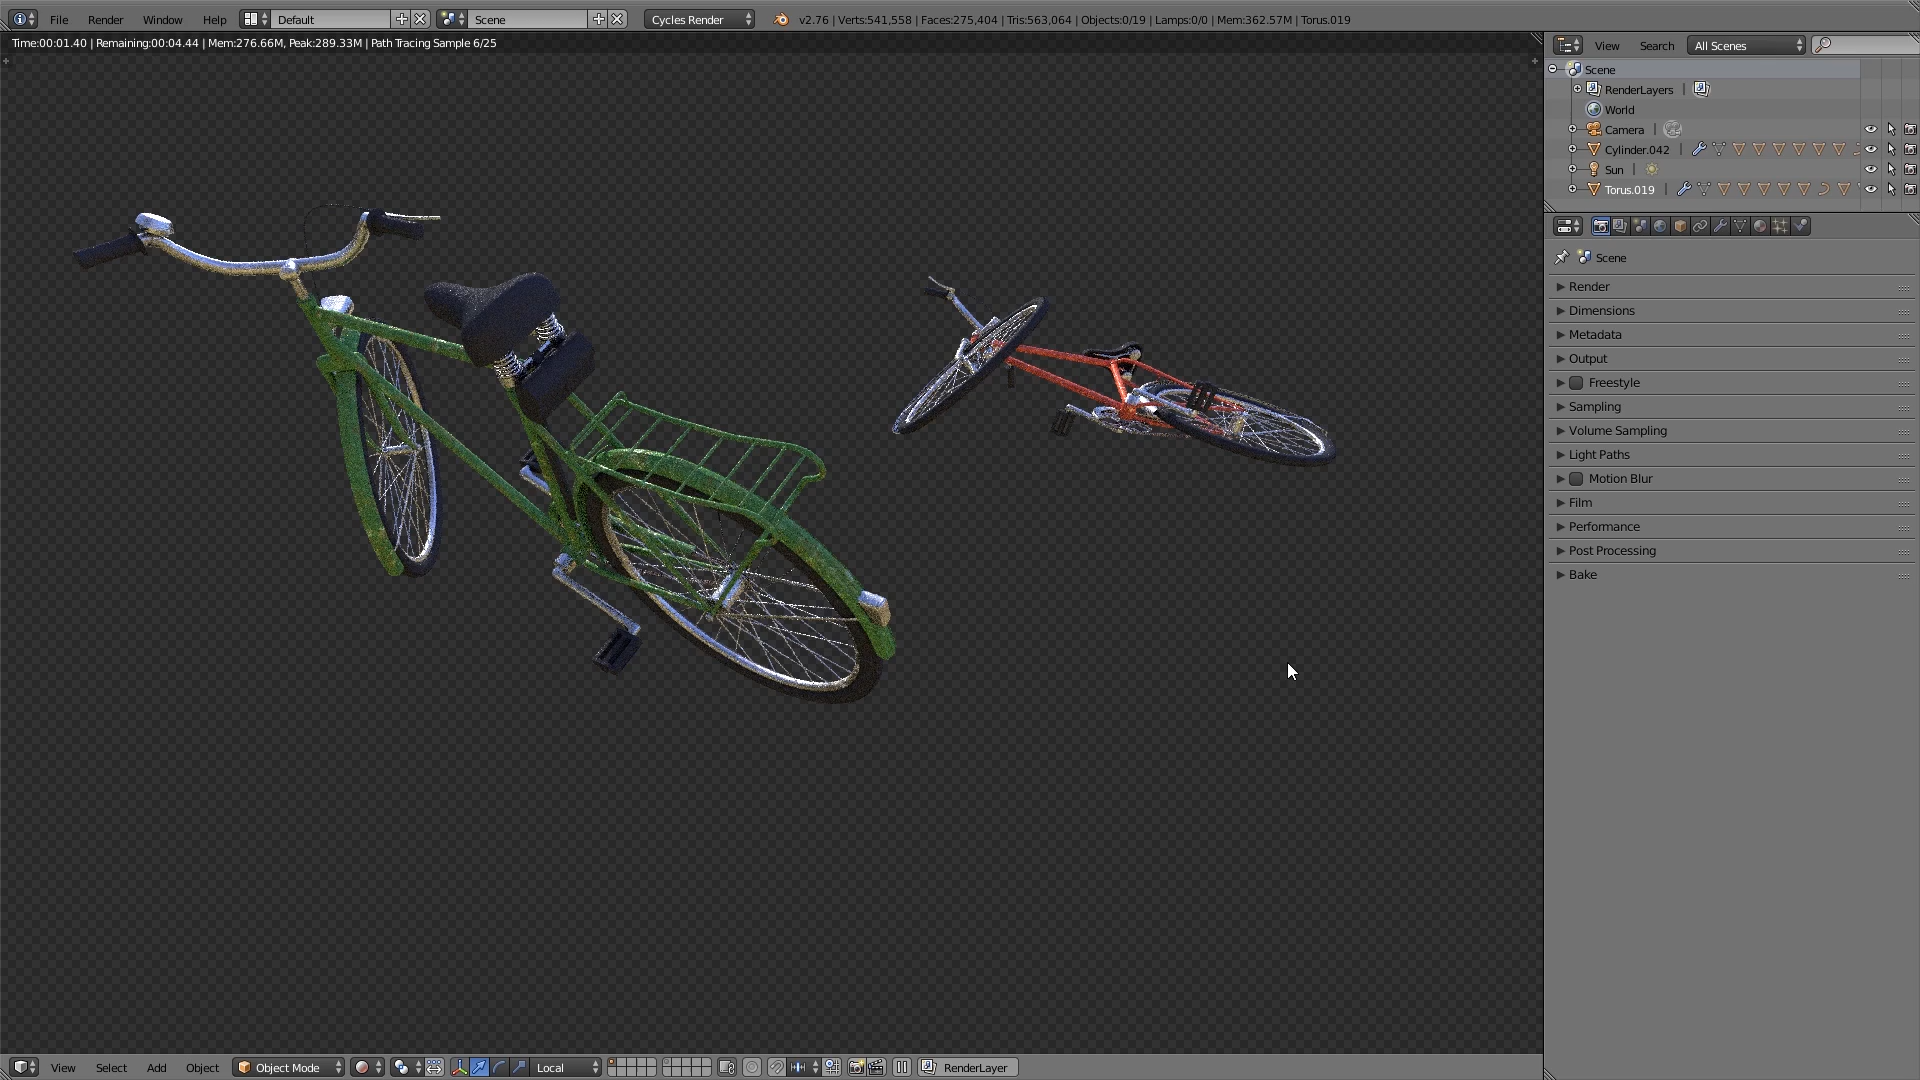 File Render Window Help Default Scene Cycles Render v2.76 | Verts:541,558 | Faces:275,404 | Tris:563,064 | Objects:0/19 | Lamps:0/0 | Mem:362.57M | Torus.019
Time:00:01.40 | Remaining:00:04.44 | Mem:276.66M, Peak:289.33M | Path Tracing Sample 6/25
View Search All Scenes
Scene
RenderLayers |
World
Camera |
Cylinder.042 |
Sun |
Torus.019 |
Scene
Render
Dimensions
Metadata
Output
Freestyle
Sampling
Volume Sampling
Light Paths
Motion Blur
Film
Performance
Post Processing
Bake
View Select Add Object Object Mode Local RenderLayer